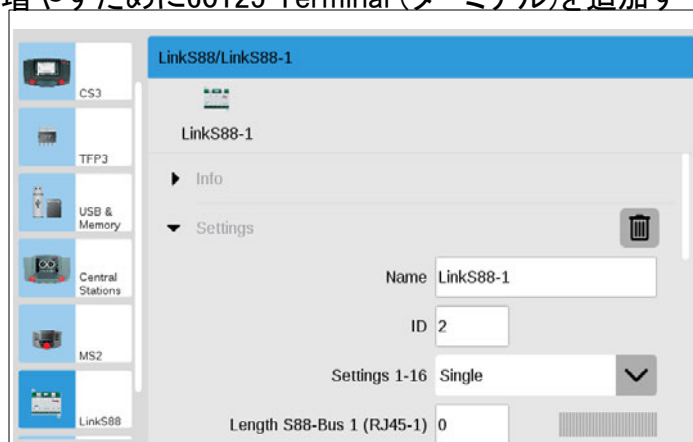 増やすために60125 Terminal(ターミナル)を追加す
LinkS88/LinkS88-1
CS3
LinkS88-1
TFP3
Info
USB &
Memory
Settings
Name LinkS88-1
Central
Stations
ID 2
MS2
Settings 1-16 Single
LinkS88
Length S88-Bus 1 (RJ45-1) 0